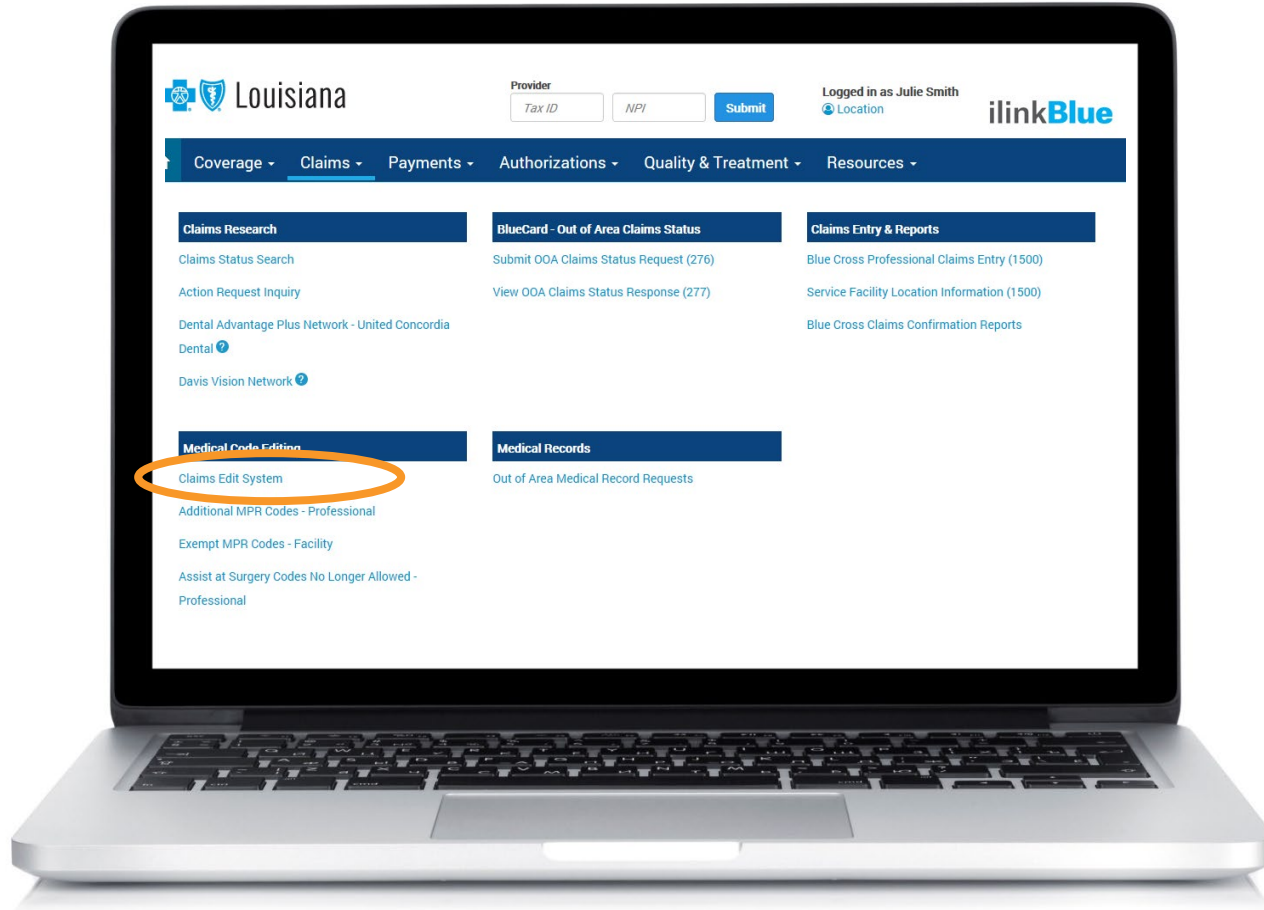 Louisiana
Provider
Tax ID
NPI
Submit
Logged in as Julie Smith
Location
ilinkBlue
Coverage
Claims
Payments
Authorizations
Quality & Treatment
Resources
Claims Research
Claims Status Search
Action Request Inquiry
Dental Advantage Plus Network - United Concordia
Dental ?
Davis Vision Network ?
BlueCard - Out of Area Claims Status
Submit OOA Claims Status Request (276)
View OOA Claims Status Response (277)
Claims Entry & Reports
Blue Cross Professional Claims Entry (1500)
Service Facility Location Information (1500)
Blue Cross Claims Confirmation Reports
Medical Code Editing
Claims Edit System
Additional MPR Codes - Professional
Exempt MPR Codes - Facility
Assist at Surgery Codes No Longer Allowed -
Professional
Medical Records
Out of Area Medical Record Requests